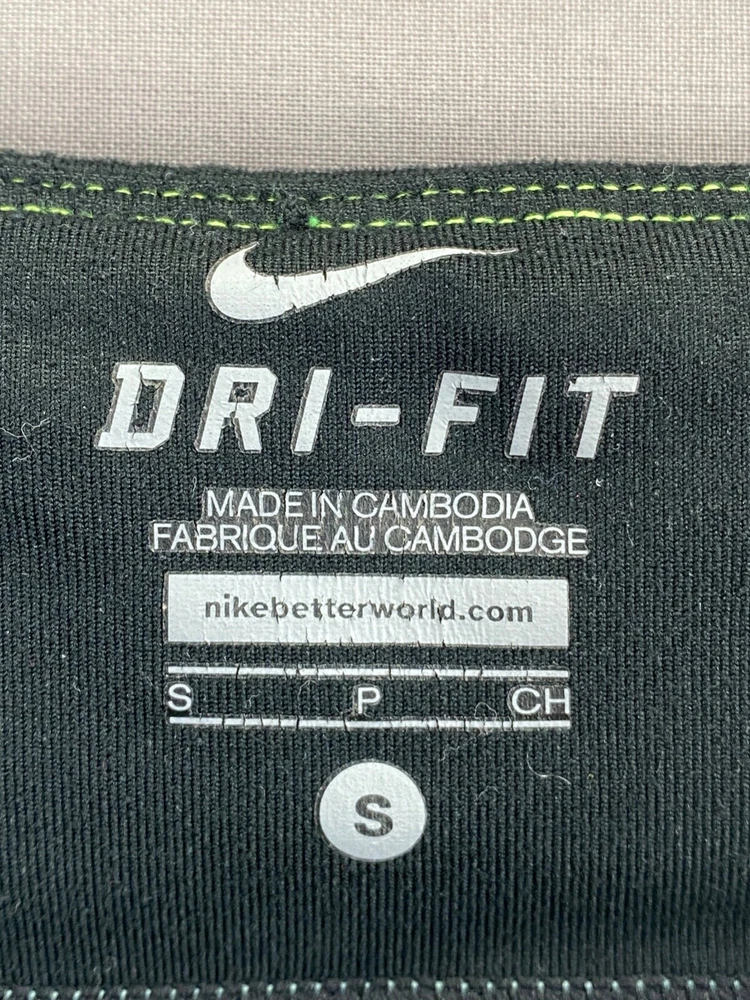 DRI-FIT
MADE IN CAMBODIA
FABRIQUE AU CAMBODGE
nikebetterworld.com
S P CH
S